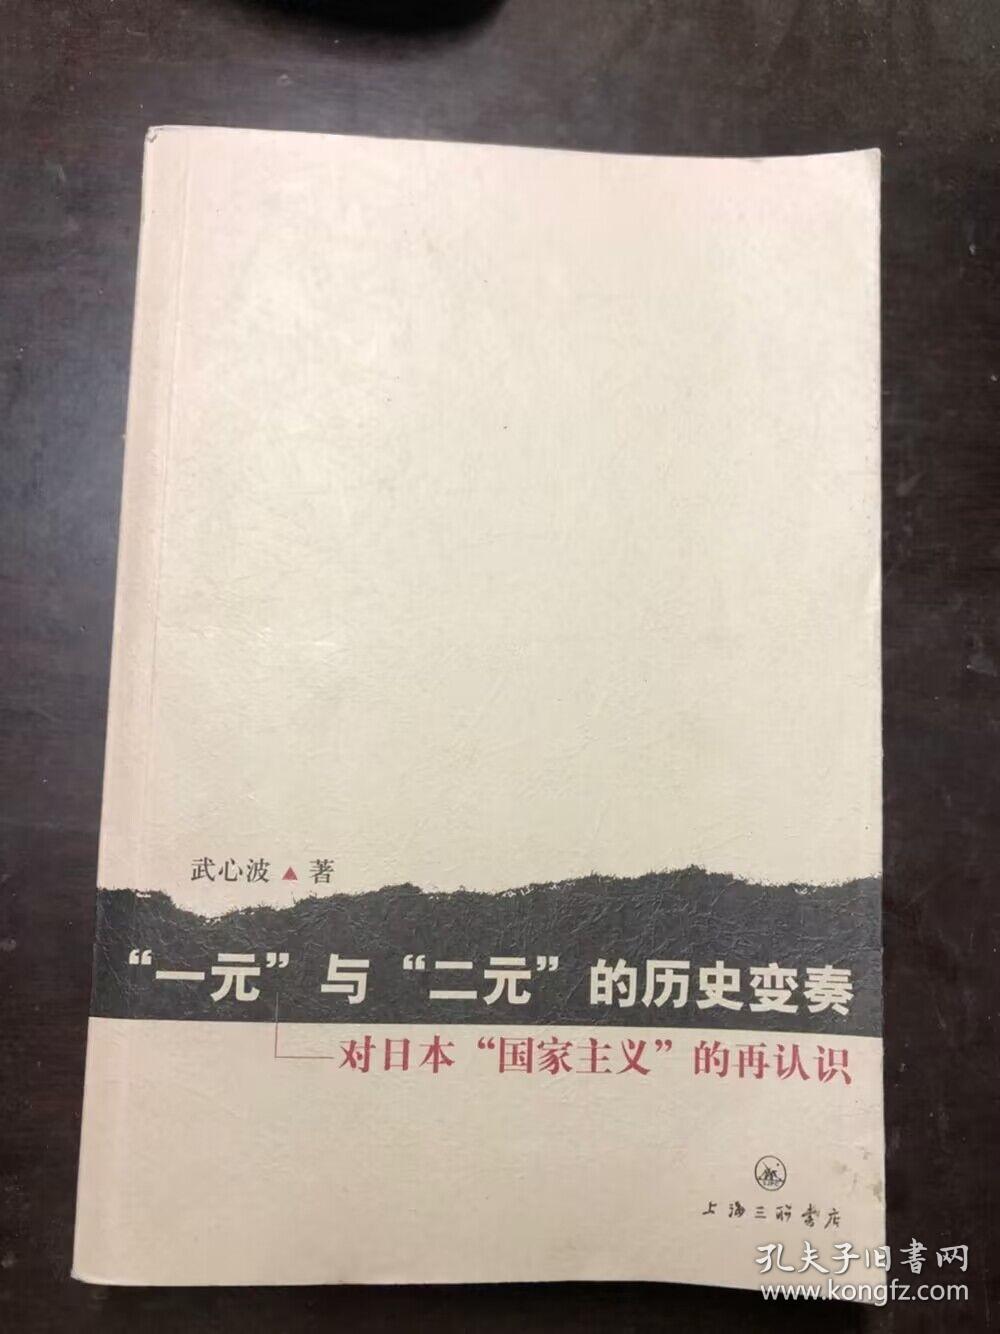 武心波▲著
“一元”与“二元”的历史变奏
——对日本“国家主义”的再认识
上海三联书店
孔夫子旧书网
www.kongfz.com